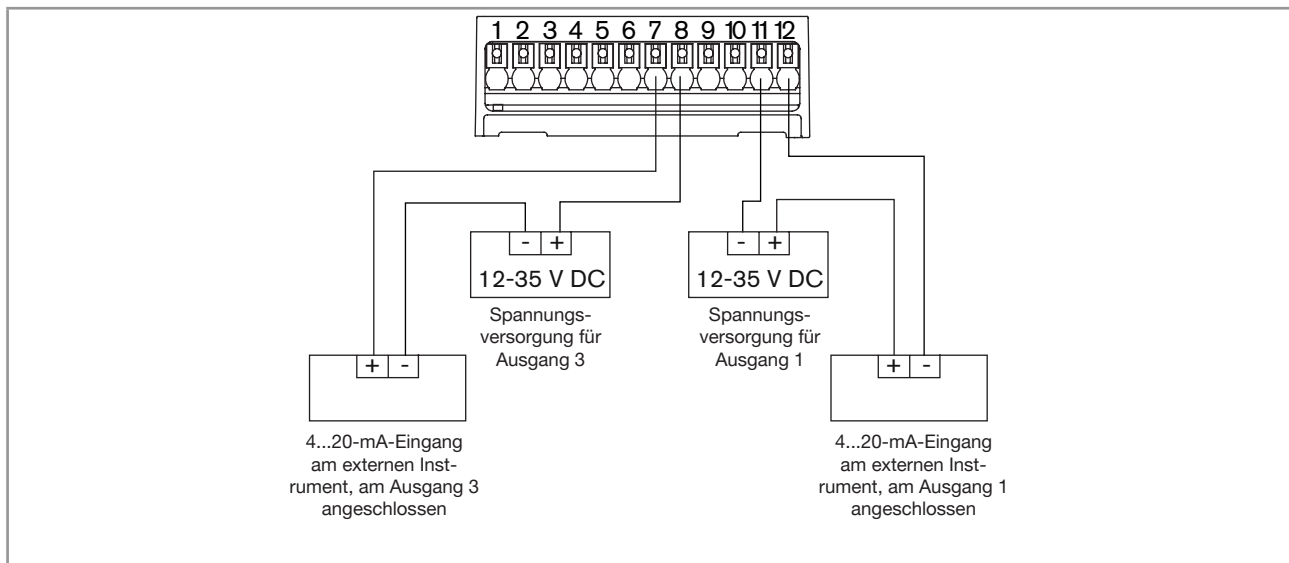 1 2 3 4 5 6 7 8 9 10 11 12
- +
12-35 V DC
Spannungs-
versorgung für
Ausgang 3
- +
12-35 V DC
Spannungs-
versorgung für
Ausgang 1
+ -
4...20-mA-Eingang
am externen Inst-
rument, am Ausgang 3
angeschlossen
+ -
4...20-mA-Eingang
am externen Inst-
rument, am Ausgang 1
angeschlossen